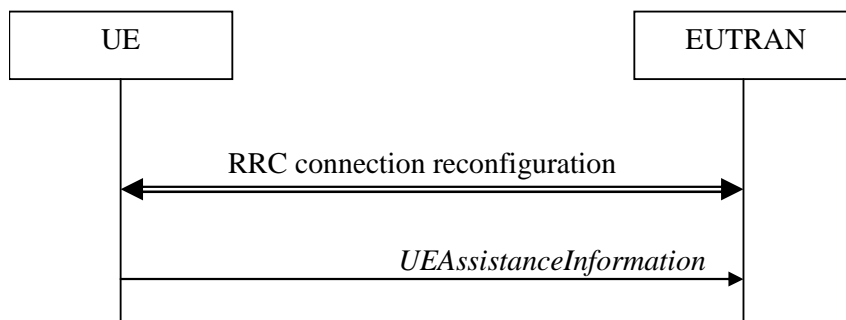 UE
EUTRAN
RRC connection reconfiguration
UEAssistanceInformation